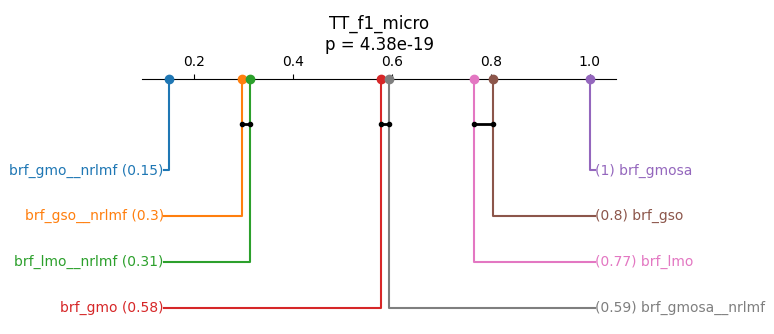 TT_f1_micro
p = 4.38e-19
0.2 0.4 0.6 0.8 1.0
brf_gmo__nrlmf (0.15)
(1) brf_gmosa
brf_gso__nrlmf (0.3)
(0.8) brf_gso
brf_lmo__nrlmf (0.31)
(0.77) brf_lmo
brf_gmo (0.58)
(0.59) brf_gmosa__nrlmf